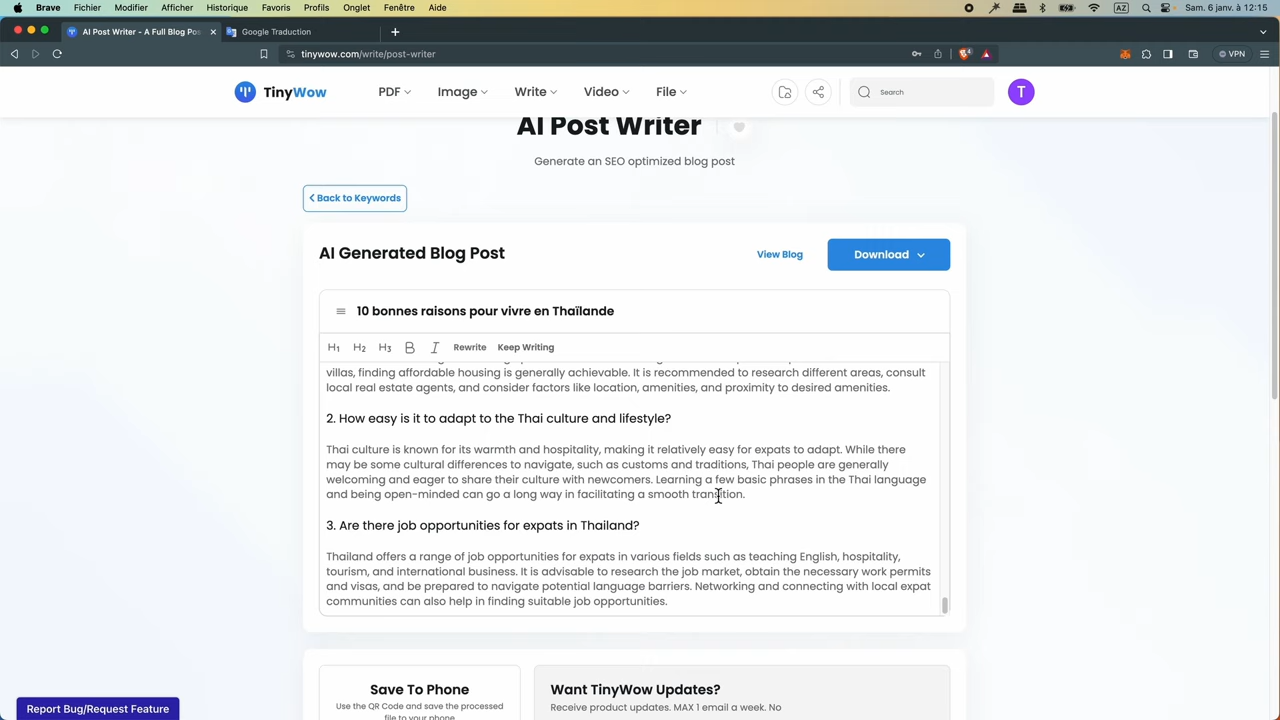 Brave Fichier Modifier Afficher Historique Favoris Profils Onglet Fenêtre Aide AZ Sam. 6 janv. à 12:15
AI Post Writer - A Full Blog Pos Google Traduction
tinywow.com/write/post-writer 4 VPN
TinyWow PDF Image Write Video File Search T
AI Post Writer
Generate an SEO optimized blog post
Back to Keywords
AI Generated Blog Post View Blog Download
10 bonnes raisons pour vivre en Thaïlande
H1 H2 H3 B I Rewrite Keep Writing
villas, finding affordable housing is generally achievable. It is recommended to research different areas, consult
local real estate agents, and consider factors like location, amenities, and proximity to desired amenities.
2. How easy is it to adapt to the Thai culture and lifestyle?
Thai culture is known for its warmth and hospitality, making it relatively easy for expats to adapt. While there
may be some cultural differences to navigate, such as customs and traditions, Thai people are generally
welcoming and eager to share their culture with newcomers. Learning a few basic phrases in the Thai language
and being open-minded can go a long way in facilitating a smooth transition.
3. Are there job opportunities for expats in Thailand?
Thailand offers a range of job opportunities for expats in various fields such as teaching English, hospitality,
tourism, and international business. It is advisable to research the job market, obtain the necessary work permits
and visas, and be prepared to navigate potential language barriers. Networking and connecting with local expat
communities can also help in finding suitable job opportunities.
Save To Phone Want TinyWow Updates?
Use the QR Code and save the processed Receive product updates. MAX 1 email a week. No
file to your phone
Report Bug/Request Feature